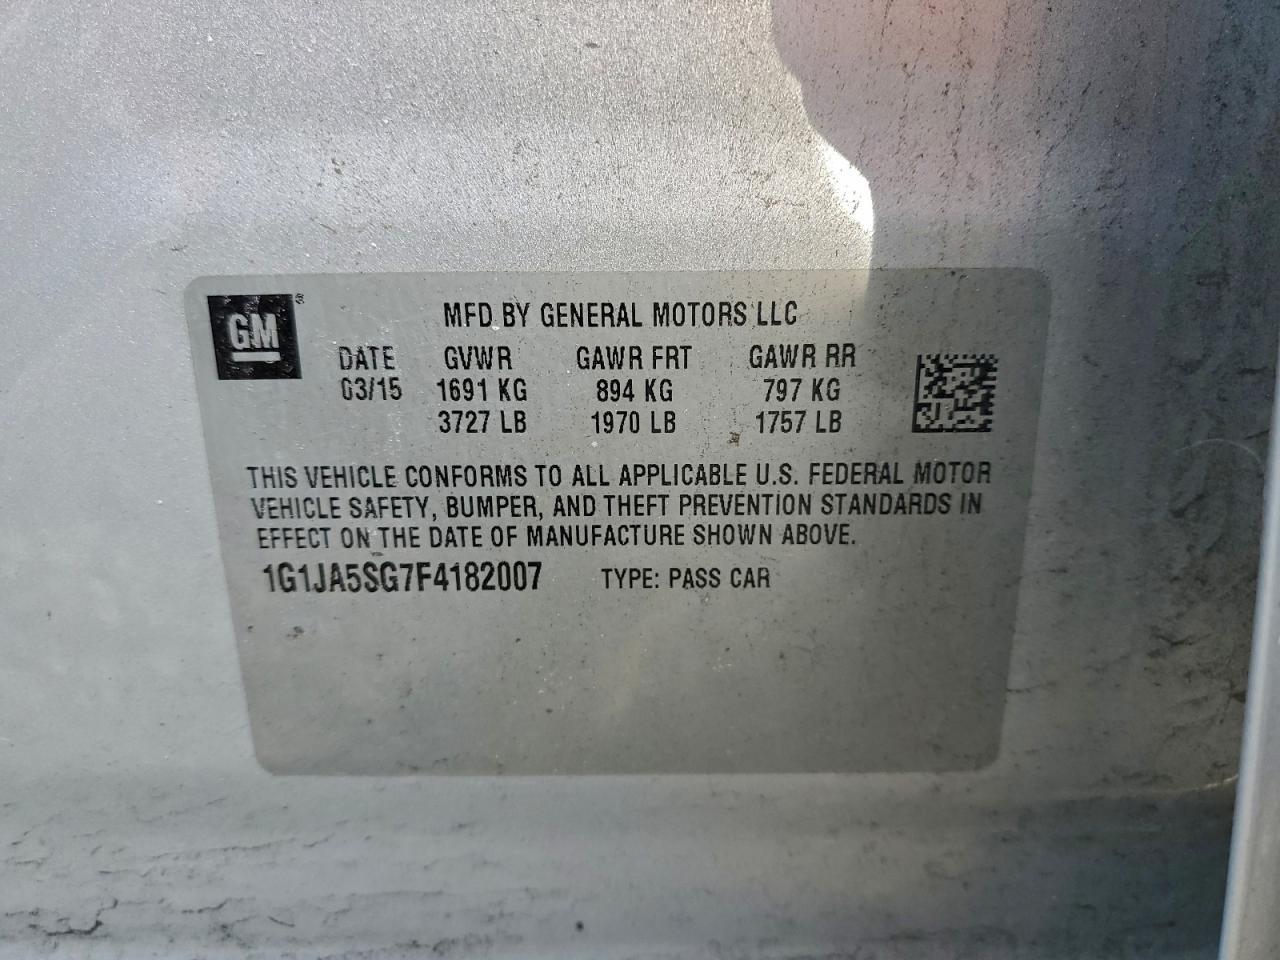 GM®
MFD BY GENERAL MOTORS LLC
DATE GVWR GAWR FRT GAWR RR
03/15 1691 KG 894 KG 797 KG
3727 LB 1970 LB 1757 LB
THIS VEHICLE CONFORMS TO ALL APPLICABLE U.S. FEDERAL MOTOR
VEHICLE SAFETY, BUMPER, AND THEFT PREVENTION STANDARDS IN
EFFECT ON THE DATE OF MANUFACTURE SHOWN ABOVE.
1G1JA5SG7F4182007 TYPE: PASS CAR